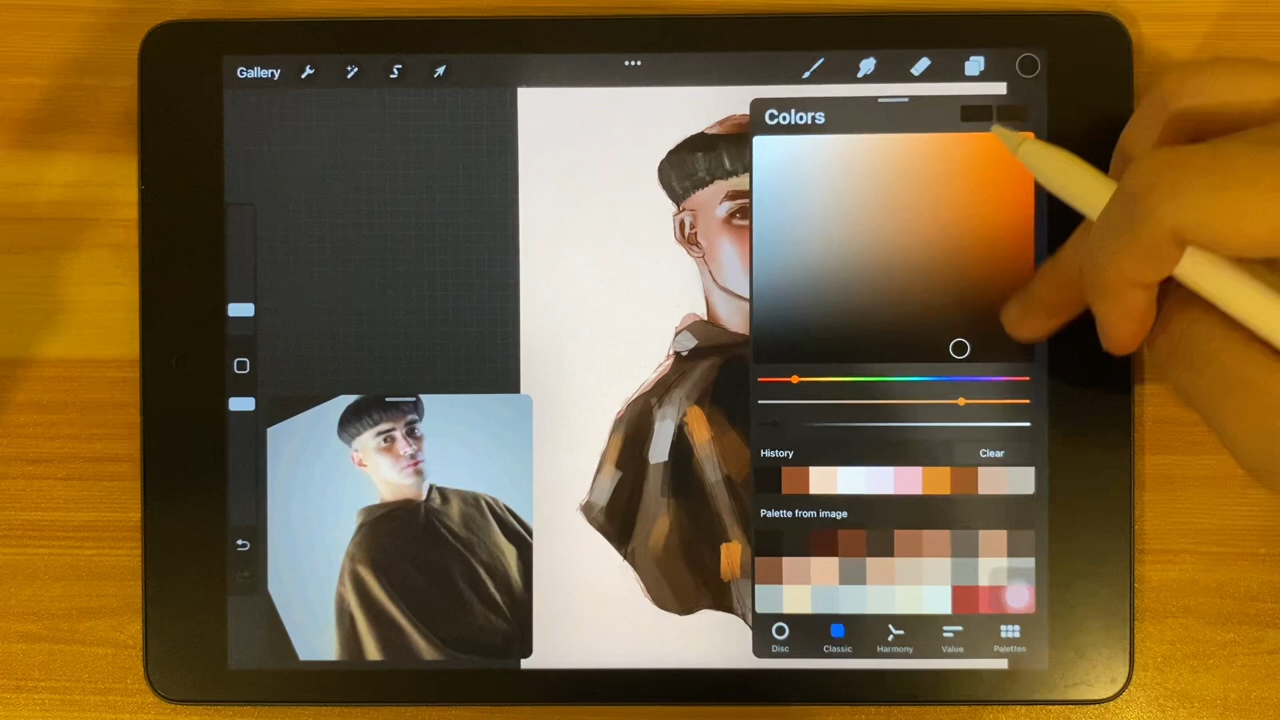 Gallery
Colors
History
Clear
Palette from image
Disc
Classic
Harmony
Value
Palettes